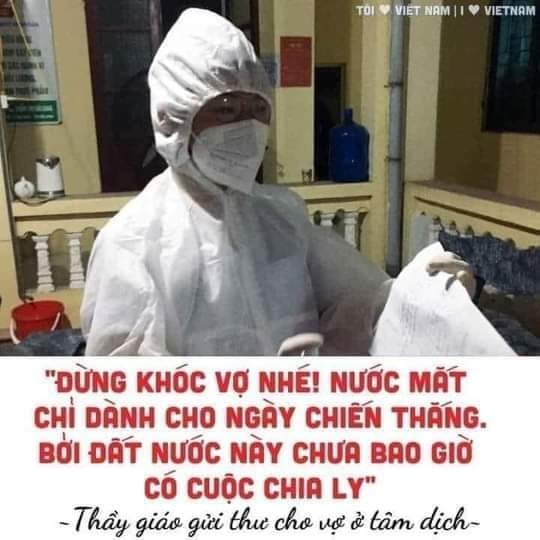 TÔI ♥ VIỆT NAM | I ♥ VIETNAM
"ĐỪNG KHÓC VỢ NHÉ! NƯỚC MẮT
CHỈ DÀNH CHO NGÀY CHIẾN THẮNG.
BỞI ĐẤT NƯỚC NÀY CHƯA BAO GIỜ
CÓ CUỘC CHIA LY"
~Thầy giáo gửi thư cho vợ ở tâm dịch~